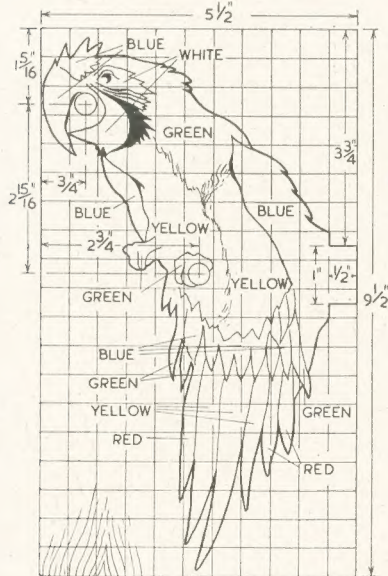 5 1/2"
1 5/16"
BLUE
WHITE
GREEN
3 3/4"
3/4"
2 15/16"
BLUE
BLUE
YELLOW
2 3/4"
1"
1/2"
9 1/2"
GREEN
YELLOW
BLUE
GREEN
YELLOW
GREEN
RED
RED